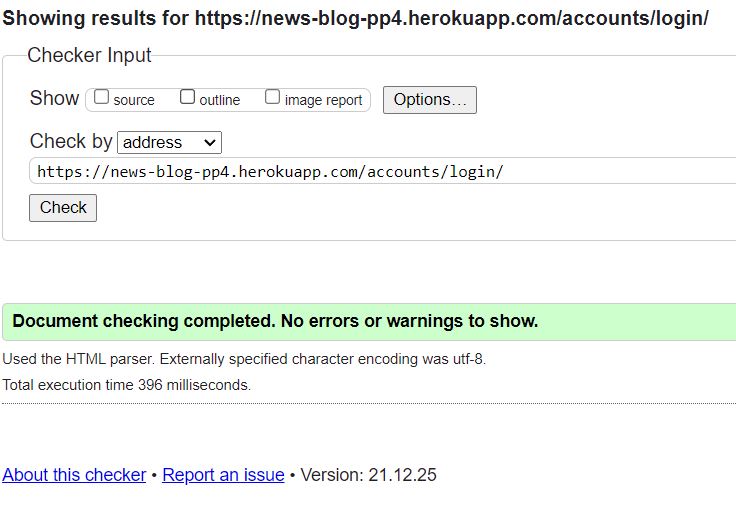 Showing results for https://news-blog-pp4.herokuapp.com/accounts/login/
Checker Input
Show source outline image report Options...
Check by address
https://news-blog-pp4.herokuapp.com/accounts/login/
Check
Document checking completed. No errors or warnings to show.
Used the HTML parser. Externally specified character encoding was utf-8.
Total execution time 396 milliseconds.
About this checker • Report an issue • Version: 21.12.25